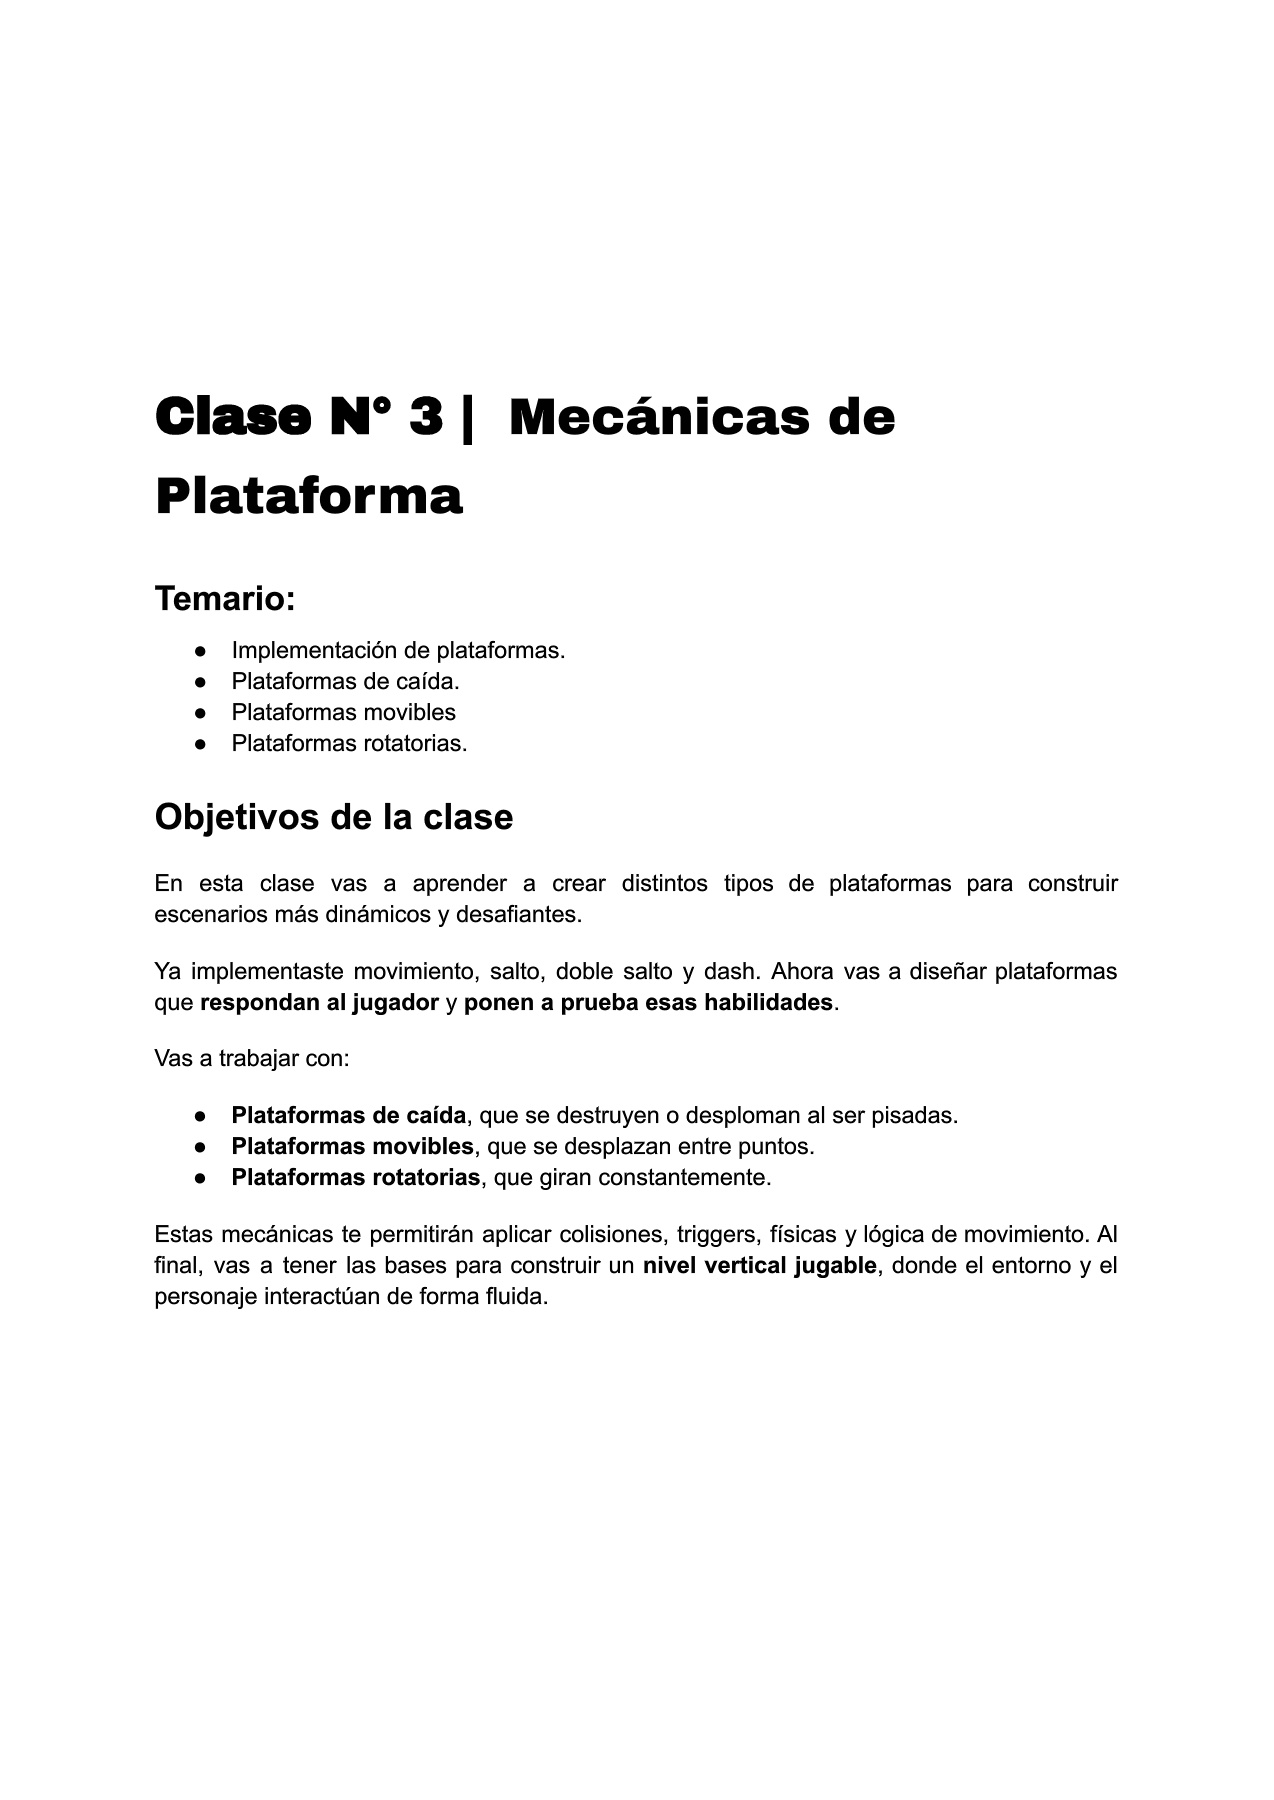 Clase N° 3 | Mecánicas de
Plataforma
Temario:
● Implementación de plataformas.
● Plataformas de caída.
● Plataformas movibles
● Plataformas rotatorias.
Objetivos de la clase
En esta clase vas a aprender a crear distintos tipos de plataformas para construir
escenarios más dinámicos y desafiantes.
Ya implementaste movimiento, salto, doble salto y dash. Ahora vas a diseñar plataformas
que respondan al jugador y ponen a prueba esas habilidades.
Vas a trabajar con:
● Plataformas de caída, que se destruyen o desploman al ser pisadas.
● Plataformas movibles, que se desplazan entre puntos.
● Plataformas rotatorias, que giran constantemente.
Estas mecánicas te permitirán aplicar colisiones, triggers, físicas y lógica de movimiento. Al
final, vas a tener las bases para construir un nivel vertical jugable, donde el entorno y el
personaje interactúan de forma fluida.